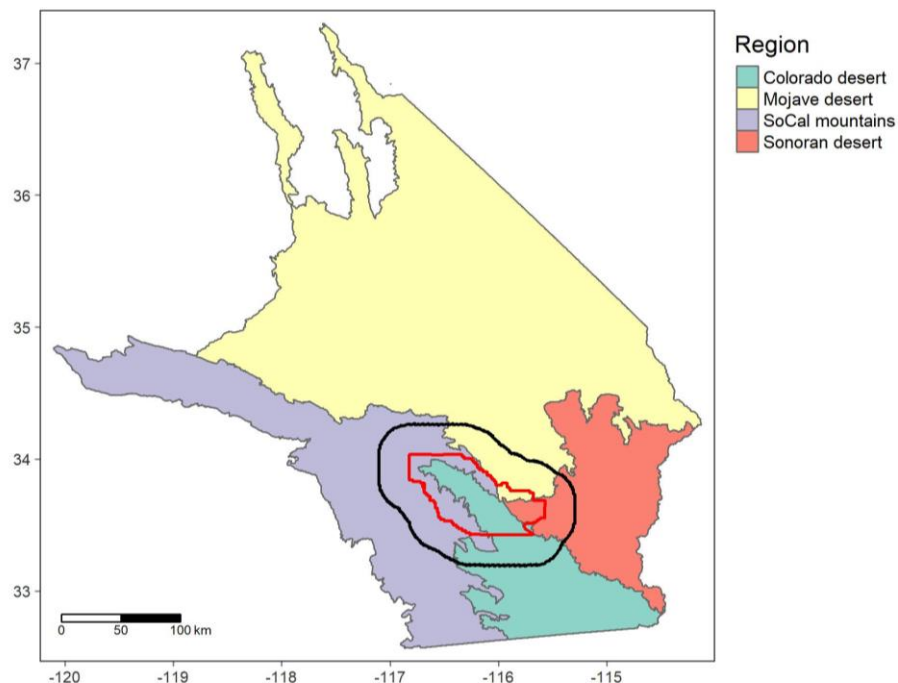 Region
Colorado desert
Mojave desert
SoCal mountains
Sonoran desert
37
36
35
34
33
0 50 100 km
-120 -119 -118 -117 -116 -115